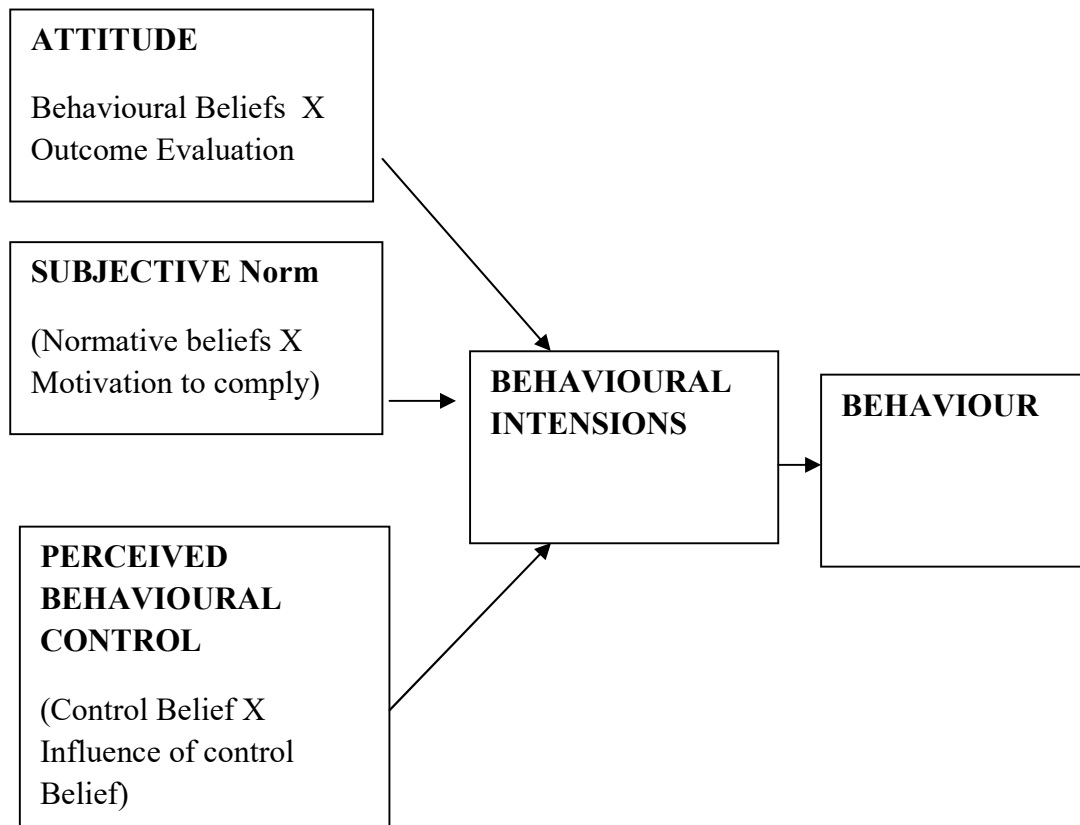 ATTITUDE
Behavioural Beliefs X
Outcome Evaluation
SUBJECTIVE Norm
(Normative beliefs X
Motivation to comply)
BEHAVIOURAL
INTENSIONS
BEHAVIOUR
PERCEIVED
BEHAVIOURAL
CONTROL
(Control Belief X
Influence of control
Belief)